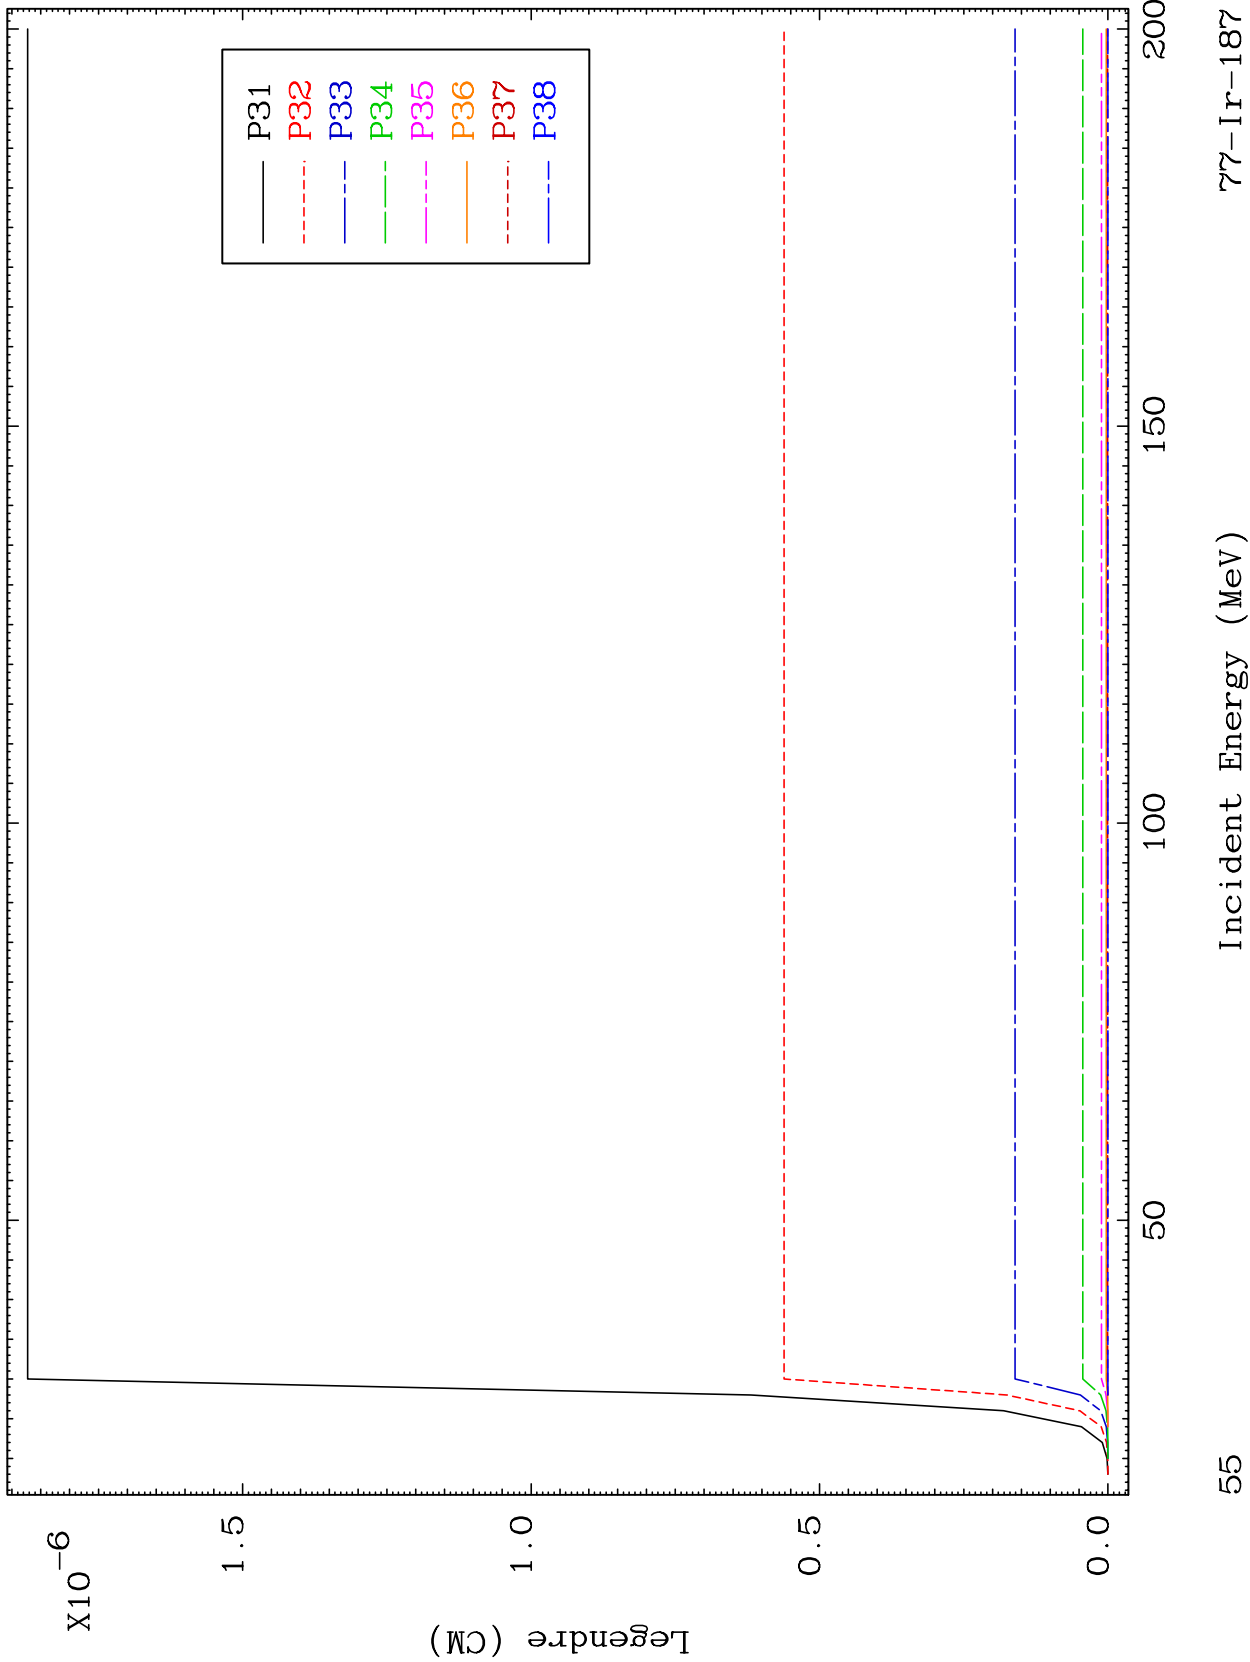 X10^-6
1.5
1.0
0.5
0.0
Legendre (CM)
P31
P32
P33
P34
P35
P36
P37
P38
50
100
150
200
Incident Energy (MeV)
55
77-Ir-187